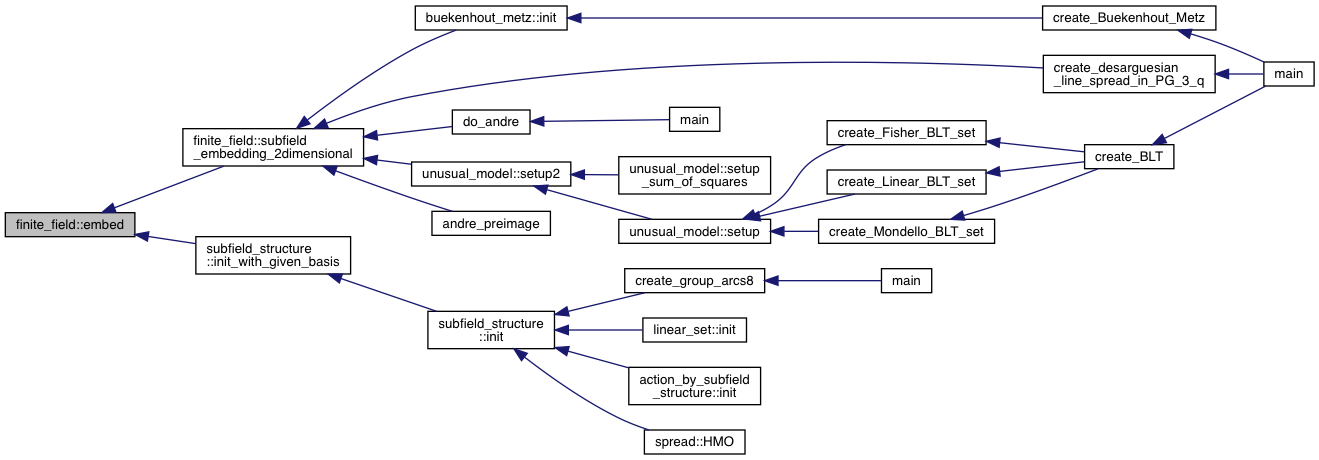 buekenhout_metz::init
create_Buekenhout_Metz
create_desarguesian
_line_spread_in_PG_3_q
main
do_andre
main
finite_field::subfield
_embedding_2dimensional
create_Fisher_BLT_set
create_BLT
unusual_model::setup2
unusual_model::setup
_sum_of_squares
create_Linear_BLT_set
andre_preimage
unusual_model::setup
create_Mondello_BLT_set
finite_field::embed
subfield_structure
::init_with_given_basis
create_group_arcs8
main
subfield_structure
::init
linear_set::init
action_by_subfield
_structure::init
spread::HMO